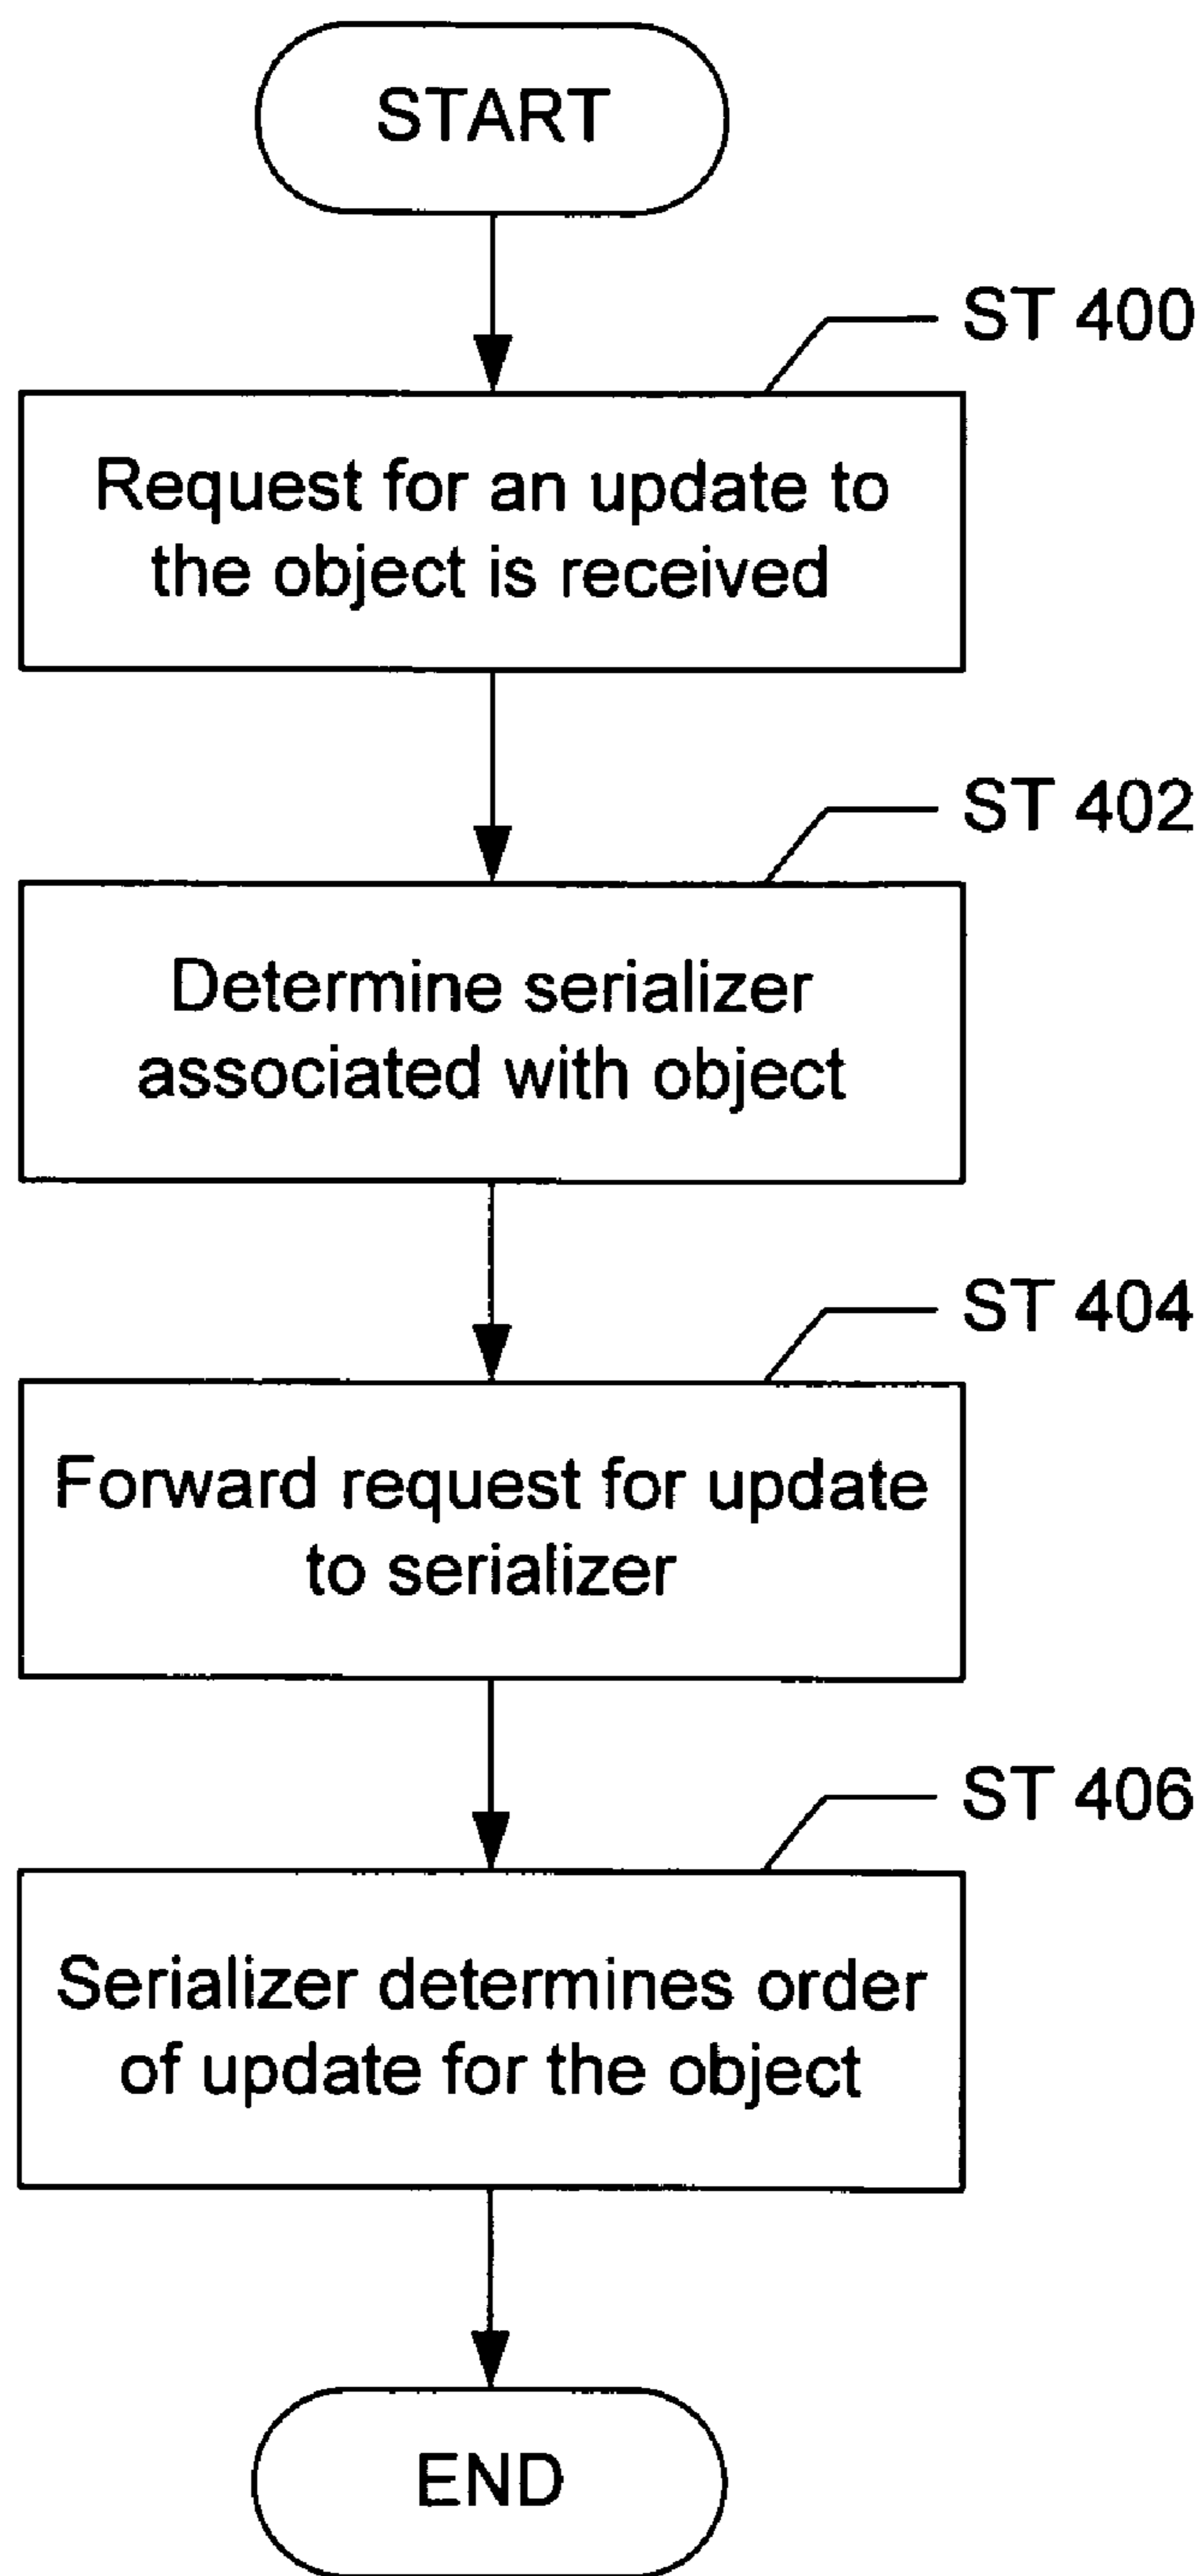 START
ST 400
Request for an update to
the object is received
ST 402
Determine serializer
associated with object
ST 404
Forward request for update
to serializer
ST 406
Serializer determines order
of update for the object
END